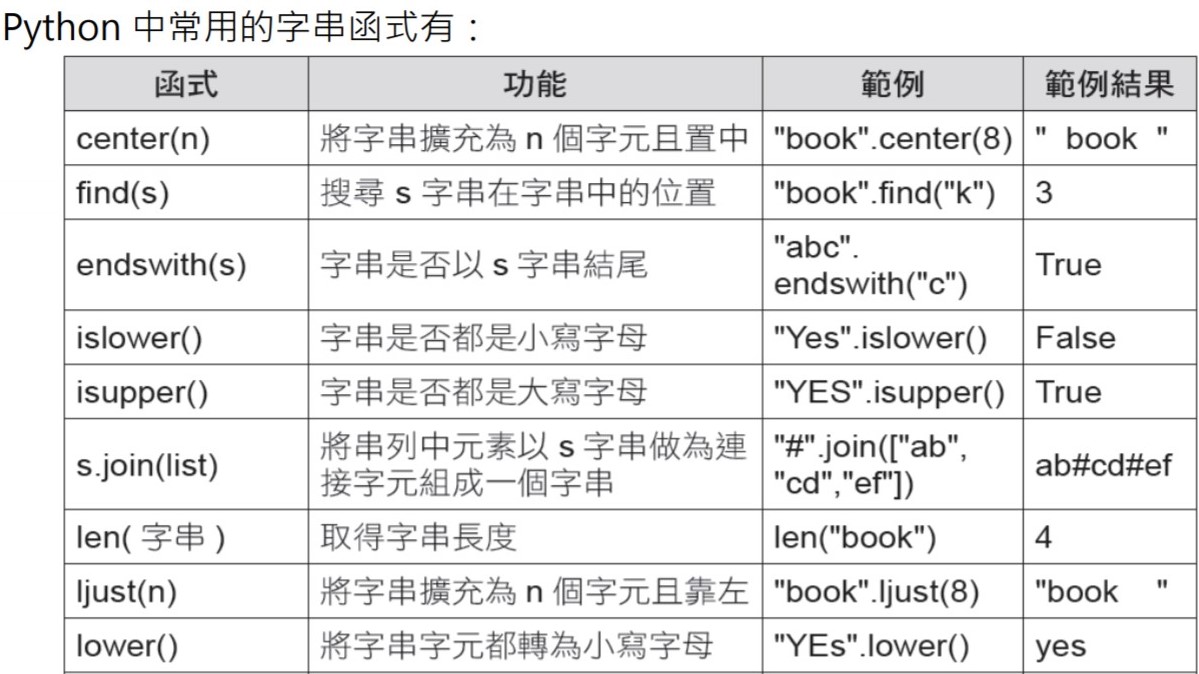 Python 中常用的字串函式有：
函式 功能 範例 範例結果
center(n) 將字串擴充為 n 個字元且置中 "book".center(8) "  book  "
find(s) 搜尋 s 字串在字串中的位置 "book".find("k") 3
endswith(s) 字串是否以 s 字串結尾 "abc".
endswith("c") True
islower() 字串是否都是小寫字母 "Yes".islower() False
isupper() 字串是否都是大寫字母 "YES".isupper() True
s.join(list) 將串列中元素以 s 字串做為連
接字元組成一個字串 "#".join(["ab",
"cd","ef"]) ab#cd#ef
len( 字串 ) 取得字串長度 len("book") 4
ljust(n) 將字串擴充為 n 個字元且靠左 "book".ljust(8) "book    "
lower() 將字串字元都轉為小寫字母 "YEs".lower() yes